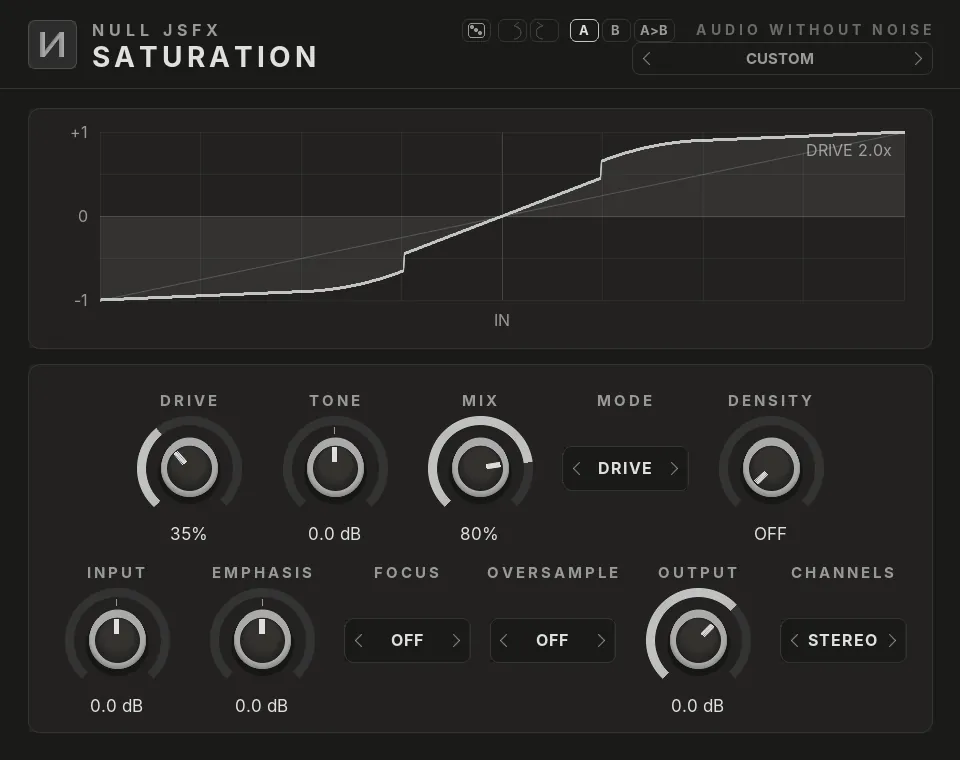 NULL JSFX
SATURATION
A B A>B
AUDIO WITHOUT NOISE
CUSTOM
+1
DRIVE 2.0x
0
-1
IN
DRIVE TONE MIX MODE DENSITY
DRIVE
35% 0.0 dB 80% OFF
INPUT EMPHASIS FOCUS OVERSAMPLE OUTPUT CHANNELS
OFF OFF STEREO
0.0 dB 0.0 dB 0.0 dB